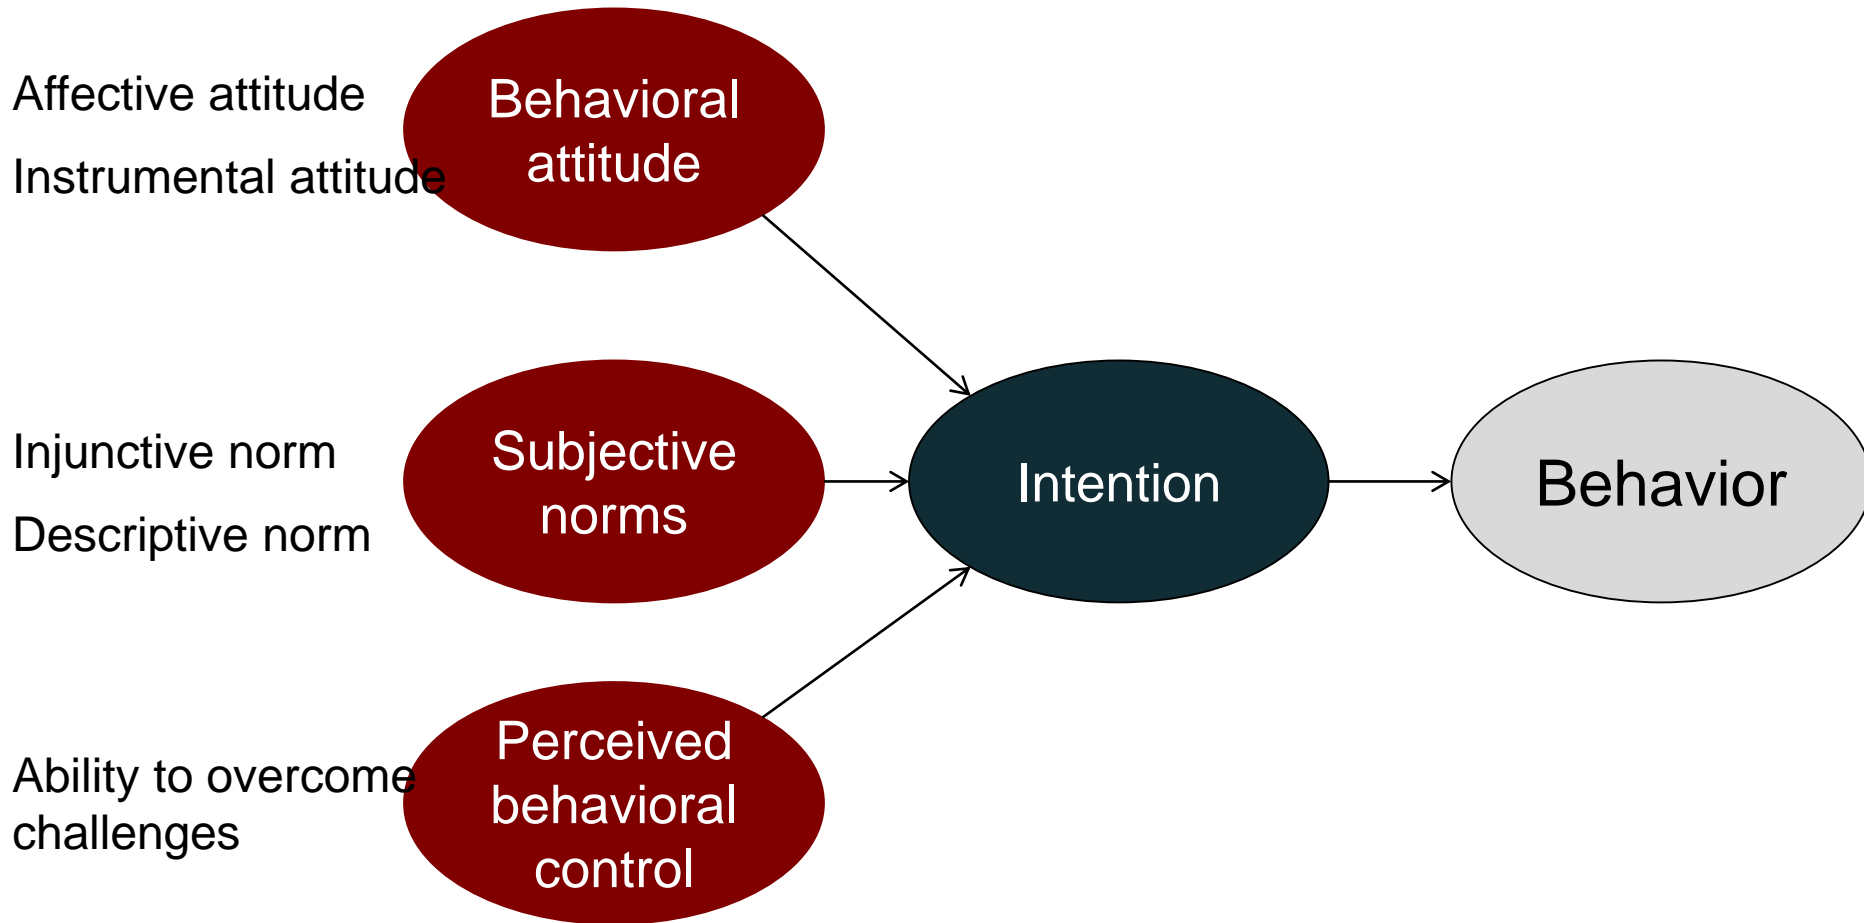 Affective attitude
Instrumental attitude
Behavioral
attitude
Injunctive norm
Descriptive norm
Subjective
norms
Intention
Behavior
Ability to overcome
challenges
Perceived
behavioral
control